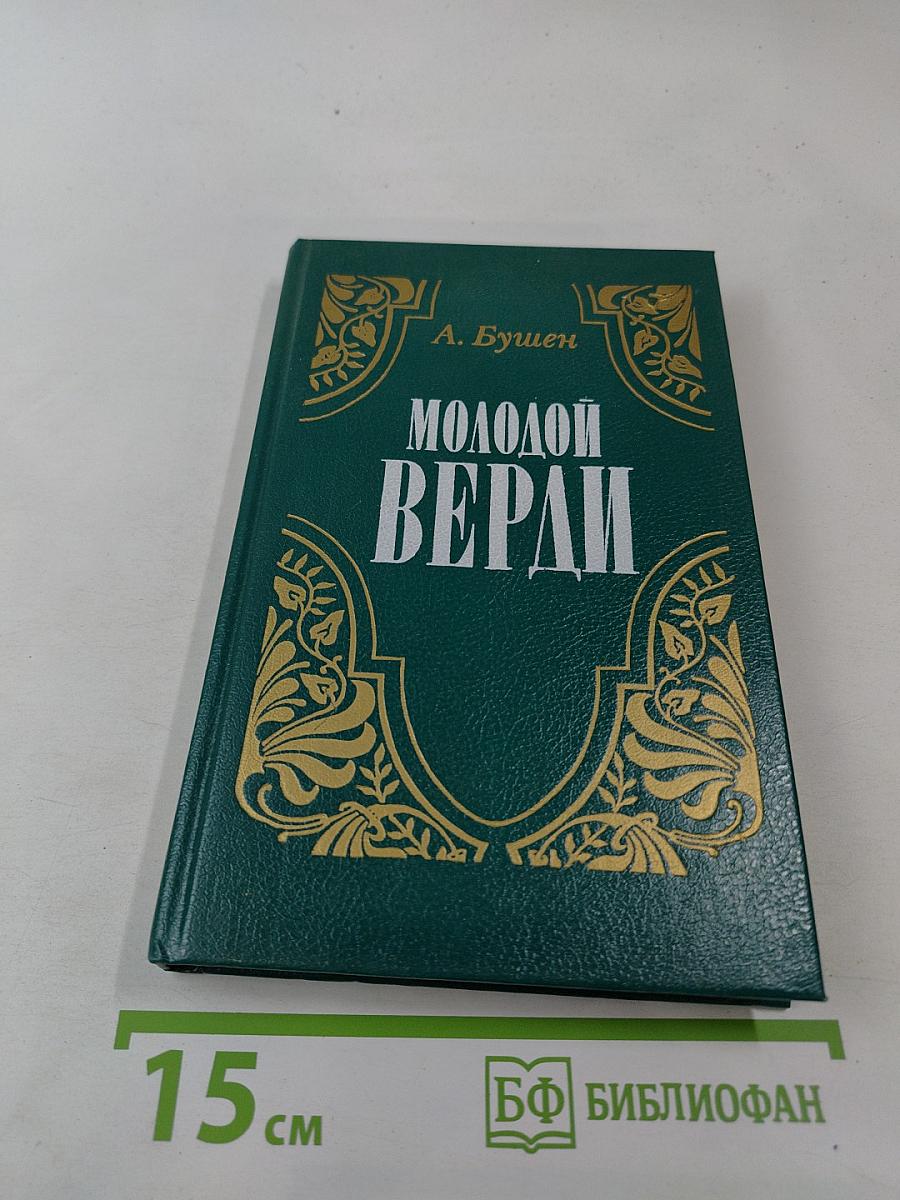 А. Бушен
МОЛОДОЙ
ВЕРДИ
15 см
БФ БИБЛИОФАН